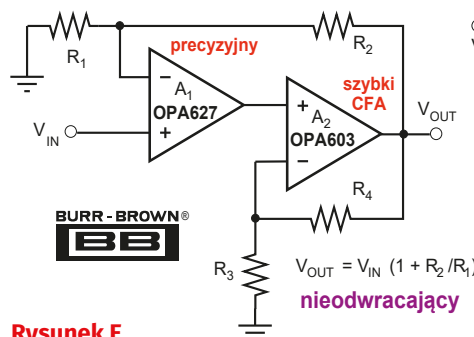 R1
precyzyjny
R2
A1
OPA627
szybki
CFA
A2
OPA603
VOUT
VIN
R4
BURR-BROWN®
BB
R3
VOUT = VIN (1 + R2/R1)
nieodwracający
Rysunek F